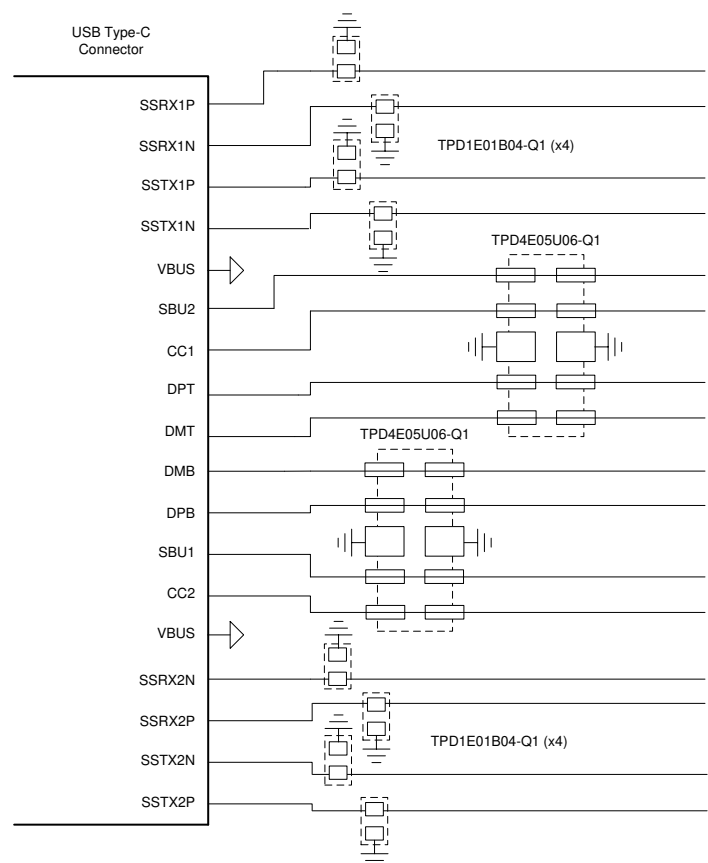 USB Type-C
Connector
SSRX1P
SSRX1N
TPD1E01B04-Q1 (x4)
SSTX1P
SSTX1N
TPD4E05U06-Q1
VBUS
SBU2
CC1
DPT
DMT
TPD4E05U06-Q1
DMB
DPB
SBU1
CC2
VBUS
SSRX2N
SSRX2P
TPD1E01B04-Q1 (x4)
SSTX2N
SSTX2P